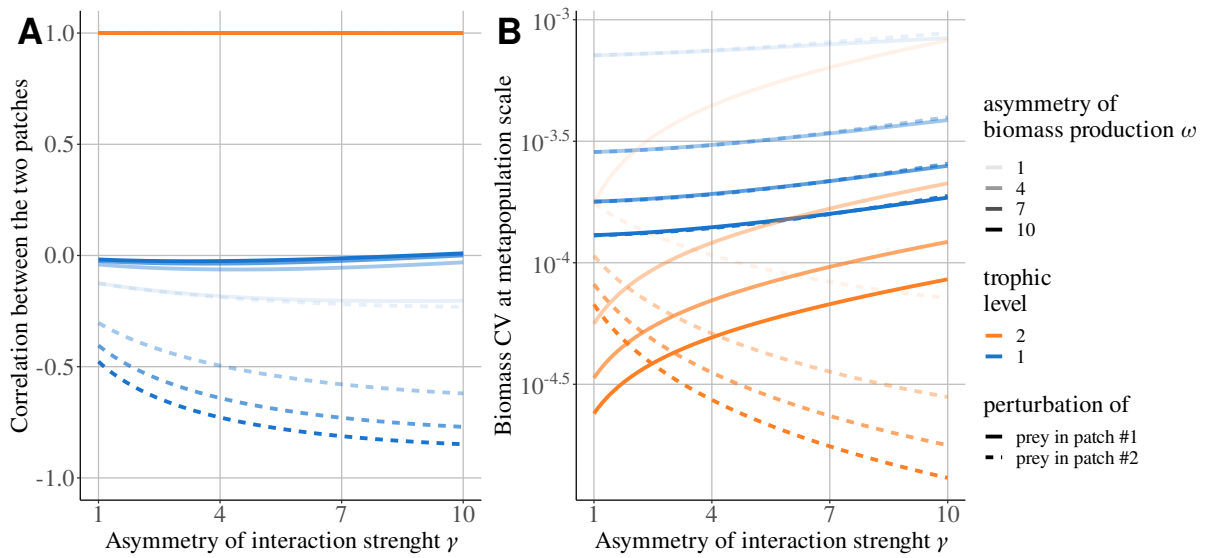 A
B
Correlation between the two patches
1.0
0.5
0.0
-0.5
-1.0
1
4
7
10
Asymmetry of interaction strenght γ
Biomass CV at metapopulation scale
10^-3
10^-3.5
10^-4
10^-4.5
1
4
7
10
Asymmetry of interaction strenght γ
asymmetry of
biomass production ω
1
4
7
10
trophic
level
2
1
perturbation of
prey in patch #1
prey in patch #2